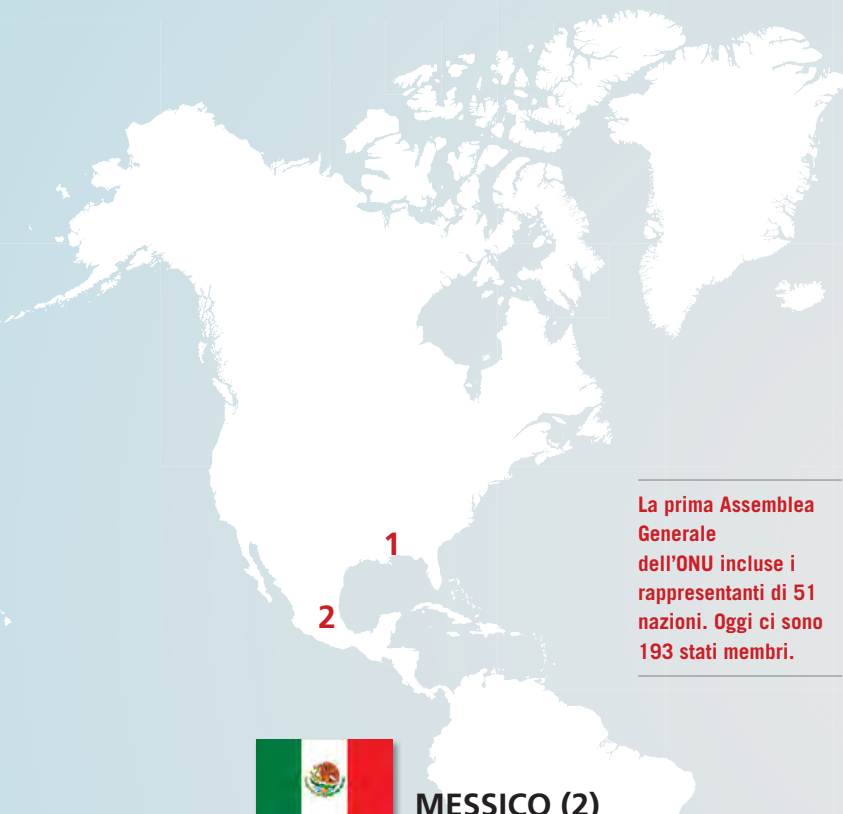 1
2
La prima Assemblea
Generale
dell’ONU incluse i
rappresentanti di 51
nazioni. Oggi ci sono
193 stati membri.
MESSICO (2)